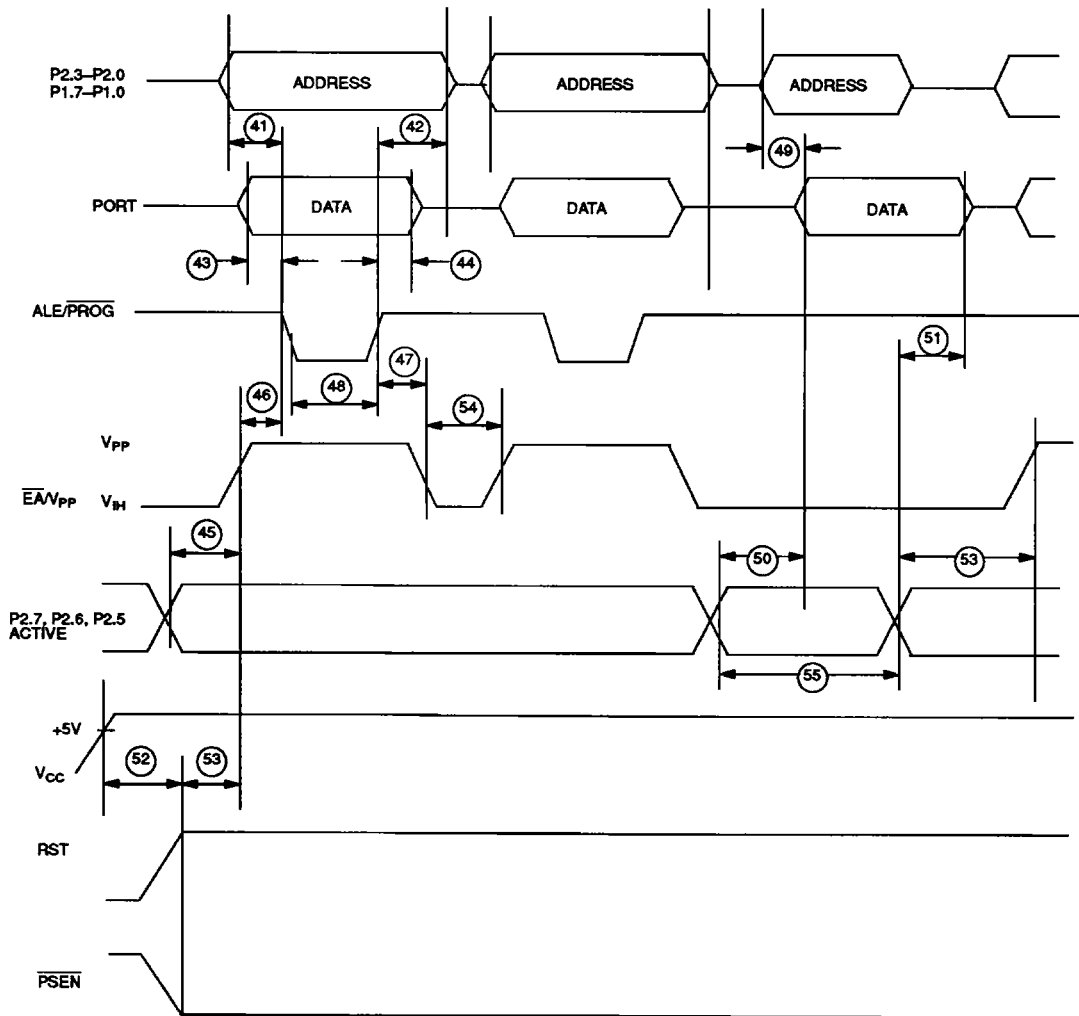 P2.3–P2.0
P1.7–P1.0
ADDRESS
ADDRESS
ADDRESS
41
42
49
PORT
DATA
DATA
DATA
43
44
ALE/PROG
51
46
48
47
54
VPP
EA/VPP
VIH
45
50
53
P2.7, P2.6, P2.5
ACTIVE
55
+5V
VCC
52
53
RST
PSEN